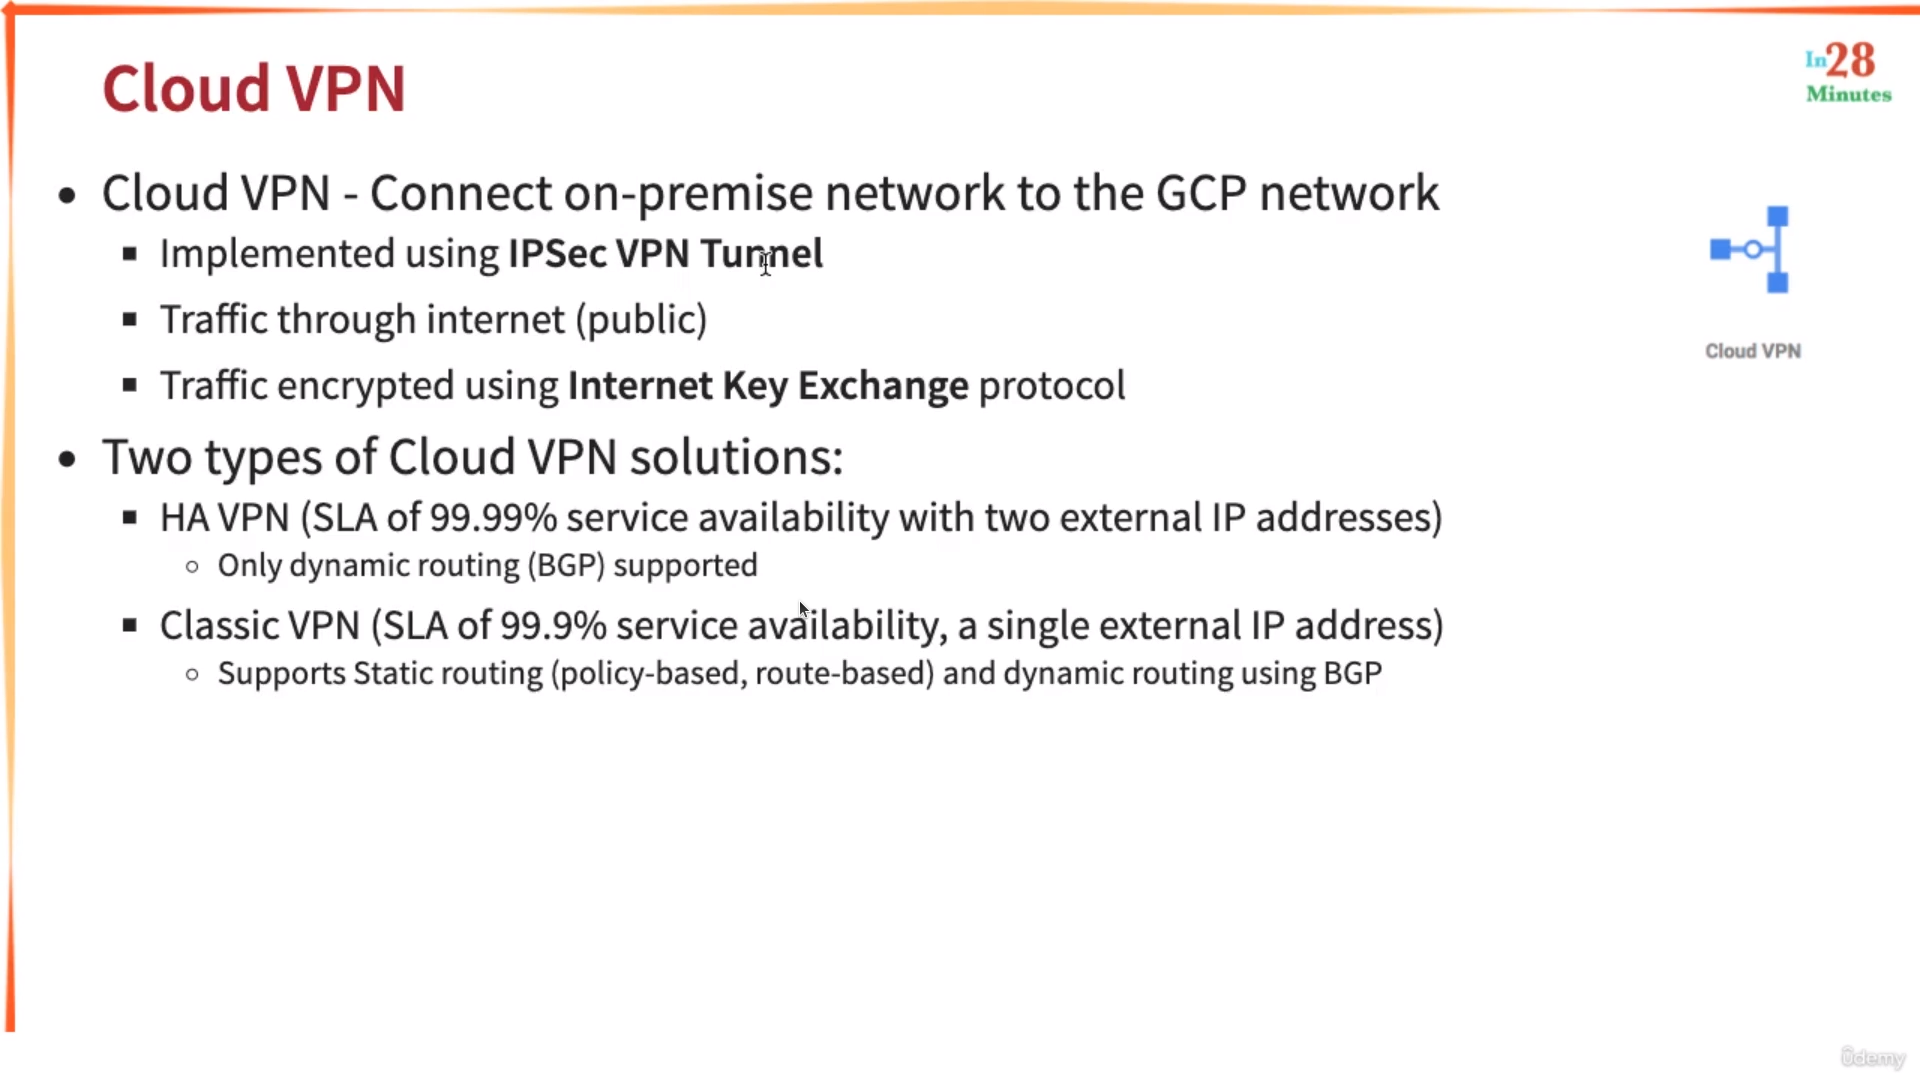 Cloud VPN
In28
Minutes
• Cloud VPN - Connect on-premise network to the GCP network
▪ Implemented using IPSec VPN Tunnel
▪ Traffic through internet (public)
▪ Traffic encrypted using Internet Key Exchange protocol
Cloud VPN
• Two types of Cloud VPN solutions:
▪ HA VPN (SLA of 99.99% service availability with two external IP addresses)
○ Only dynamic routing (BGP) supported
▪ Classic VPN (SLA of 99.9% service availability, a single external IP address)
○ Supports Static routing (policy-based, route-based) and dynamic routing using BGP
ûdemy